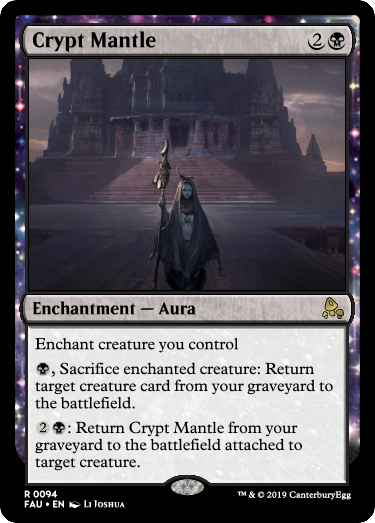 Crypt Mantle 2
Enchantment — Aura
Enchant creature you control
, Sacrifice enchanted creature: Return
target creature card from your graveyard to
the battlefield.
2 : Return Crypt Mantle from your
graveyard to the battlefield attached to
target creature.
R 0094
FAU • EN Li Joshua
™ & © 2019 CanterburyEgg